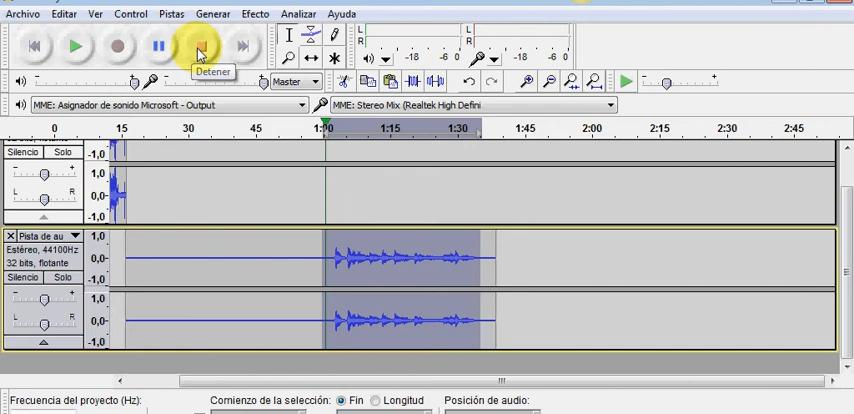 Archivo Editar Ver Control Pistas Generar Efecto Analizar Ayuda
L
R
-18 -6 0
L
R
-18 -6 0
Detener
Master
MME: Asignador de sonido Microsoft - Output
MME: Stereo Mix (Realtek High Defini
0 15 30 45 1:00 1:15 1:30 1:45 2:00 2:15 2:30 2:45
Silencio Solo
-1,0
- +
L R
1,0
0,0-
-1,0
Pista de au
Estéreo, 44100Hz
32 bits, flotante
Silencio Solo
- +
L R
1,0
0,0-
-1,0
1,0
0,0-
-1,0
Frecuencia del proyecto (Hz): Comienzo de la selección: Fin Longitud Posición de audio: